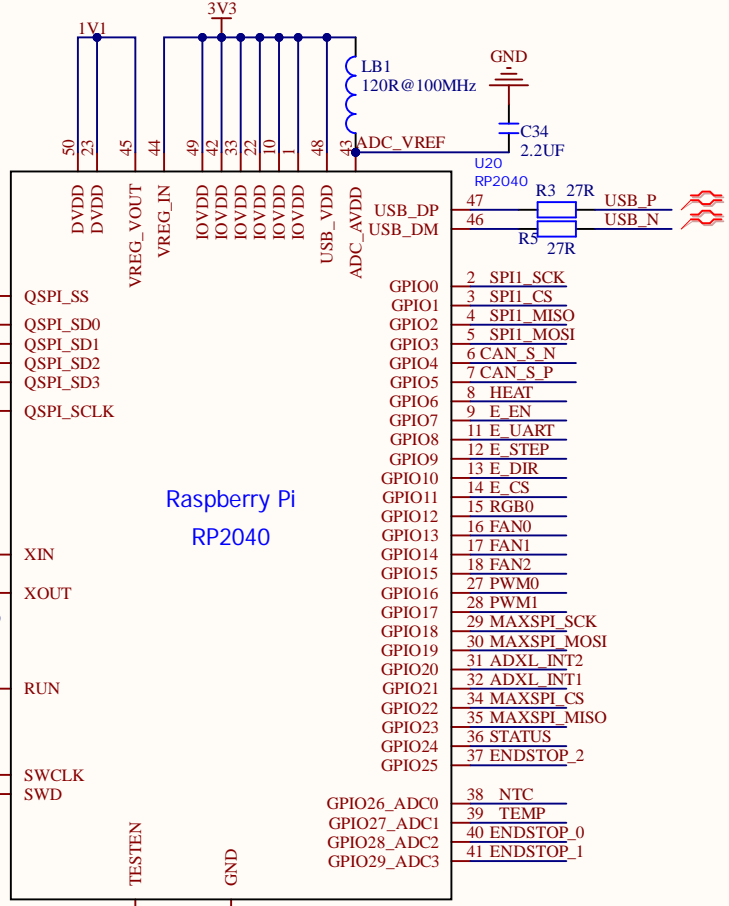 3V3
1V1
LB1
120R@100MHz
GND
C34
2.2UF
50
23
45
44
49
42
33
22
10
1
48
43
ADC_VREF
U20
RP2040
DVDD
DVDD
VREG_VOUT
VREG_IN
IOVDD
IOVDD
IOVDD
IOVDD
IOVDD
IOVDD
USB_VDD
ADC_AVDD
R3 27R
USB_DP 47 USB_P
USB_DM 46 USB_N
R5 27R
QSPI_SS
QSPI_SD0
QSPI_SD1
QSPI_SD2
QSPI_SD3
QSPI_SCLK
XIN
XOUT
RUN
SWCLK
SWD
Raspberry Pi
RP2040
GPIO0 2 SPI1_SCK
GPIO1 3 SPI1_CS
GPIO2 4 SPI1_MISO
GPIO3 5 SPI1_MOSI
GPIO4 6 CAN_S_N
GPIO5 7 CAN_S_P
GPIO6 8 HEAT
GPIO7 9 E_EN
GPIO8 11 E_UART
GPIO9 12 E_STEP
GPIO10 13 E_DIR
GPIO11 14 E_CS
GPIO12 15 RGB0
GPIO13 16 FAN0
GPIO14 17 FAN1
GPIO15 18 FAN2
GPIO16 27 PWM0
GPIO17 28 PWM1
GPIO18 29 MAXSPI_SCK
GPIO19 30 MAXSPI_MOSI
GPIO20 31 ADXL_INT2
GPIO21 32 ADXL_INT1
GPIO22 34 MAXSPI_CS
GPIO23 35 MAXSPI_MISO
GPIO24 36 STATUS
GPIO25 37 ENDSTOP_2
GPIO26_ADC0 38 NTC
GPIO27_ADC1 39 TEMP
GPIO28_ADC2 40 ENDSTOP_0
GPIO29_ADC3 41 ENDSTOP_1
TESTEN
GND